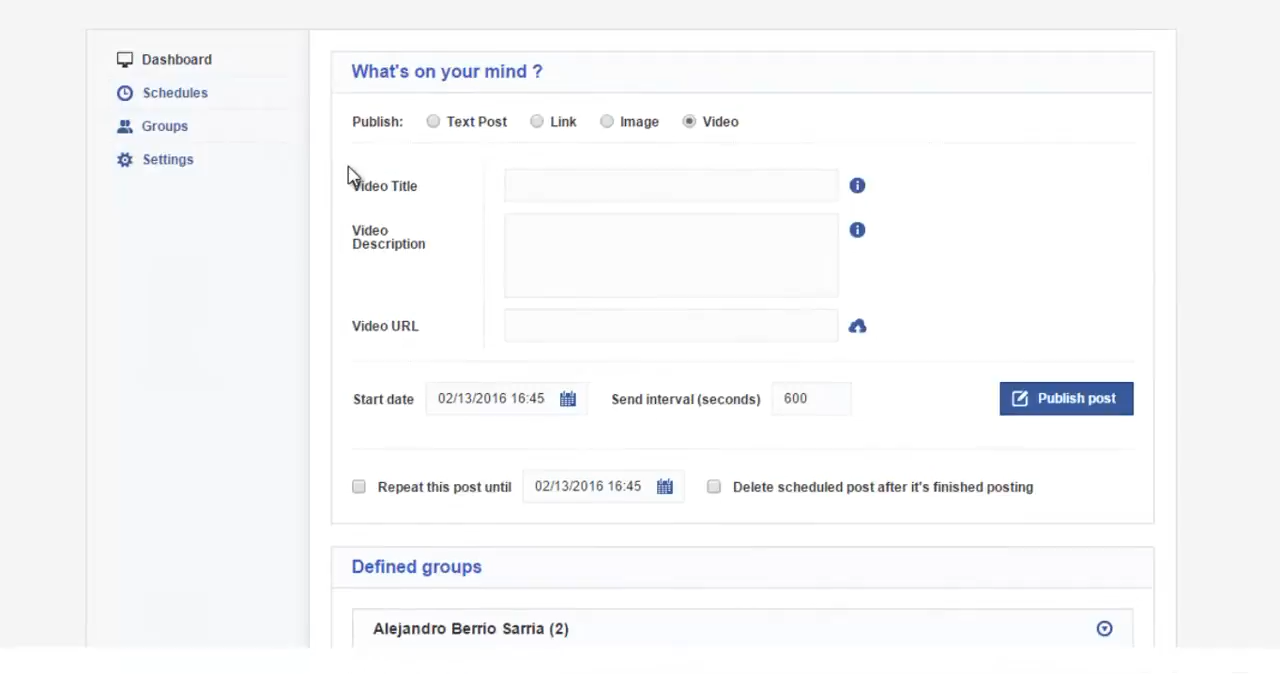 Dashboard
Schedules
Groups
Settings
What's on your mind ?
Publish: Text Post Link Image Video
Video Title
Video
Description
Video URL
Start date 02/13/2016 16:45 Send interval (seconds) 600 Publish post
Repeat this post until 02/13/2016 16:45 Delete scheduled post after it's finished posting
Defined groups
Alejandro Berrio Sarria (2)